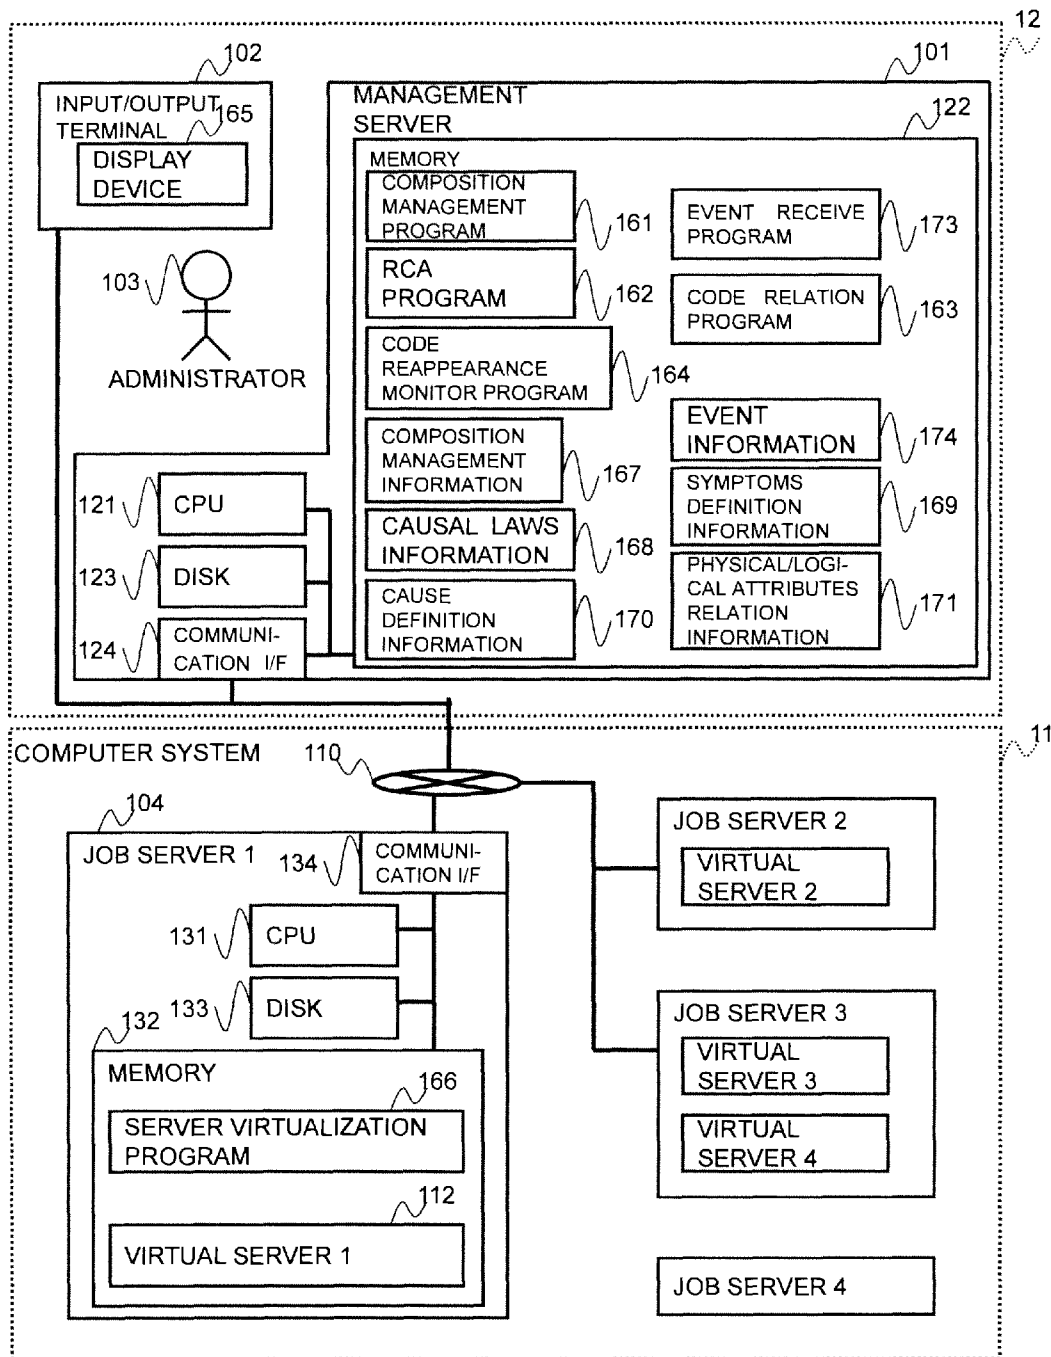 12
102
101
INPUT/OUTPUT
TERMINAL
165
DISPLAY
DEVICE
MANAGEMENT
SERVER
122
MEMORY
COMPOSITION
MANAGEMENT
PROGRAM
161
EVENT RECEIVE
PROGRAM
173
103
ADMINISTRATOR
RCA
PROGRAM
162
CODE RELATION
PROGRAM
163
CODE
REAPPEARANCE
MONITOR PROGRAM
164
EVENT
INFORMATION
174
COMPOSITION
MANAGEMENT
INFORMATION
167
SYMPTOMS
DEFINITION
INFORMATION
169
121
CPU
CAUSAL LAWS
INFORMATION
168
123
DISK
CAUSE
DEFINITION
INFORMATION
170
PHYSICAL/LOGI-
CAL ATTRIBUTES
RELATION
INFORMATION
171
124
COMMUNI-
CATION I/F
11
COMPUTER SYSTEM
110
104
JOB SERVER 1
134
COMMUNI-
CATION I/F
131
CPU
133
DISK
132
MEMORY
166
SERVER VIRTUALIZATION
PROGRAM
112
VIRTUAL SERVER 1
JOB SERVER 2
VIRTUAL
SERVER 2
JOB SERVER 3
VIRTUAL
SERVER 3
VIRTUAL
SERVER 4
JOB SERVER 4